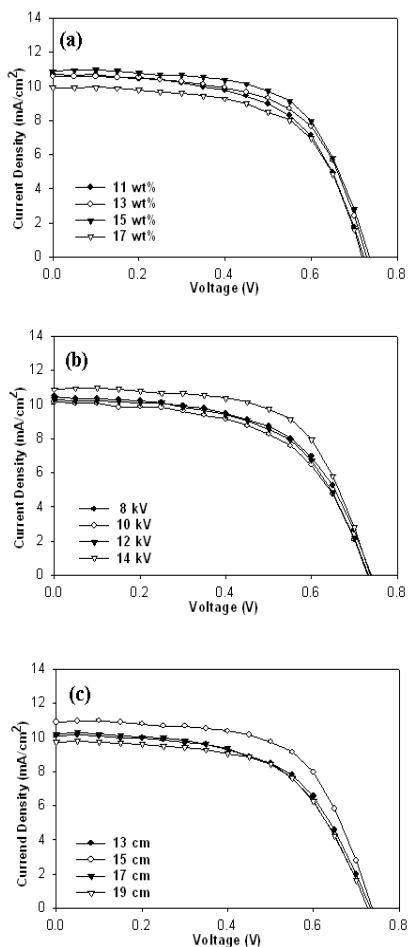 14
(a)
12
10
8
6
4
2
0
Current Density (mA/cm2)
11 wt%
13 wt%
15 wt%
17 wt%
0.0 0.2 0.4 0.6 0.8
Voltage (V)
14
(b)
12
10
8
6
4
2
0
Current Density (mA/cm2)
8 kV
10 kV
12 kV
14 kV
0.0 0.2 0.4 0.6 0.8
Voltage (V)
14
(c)
12
10
8
6
4
2
0
Currend Density (mA/cm2)
13 cm
15 cm
17 cm
19 cm
0.0 0.2 0.4 0.6 0.8
Voltage (V)